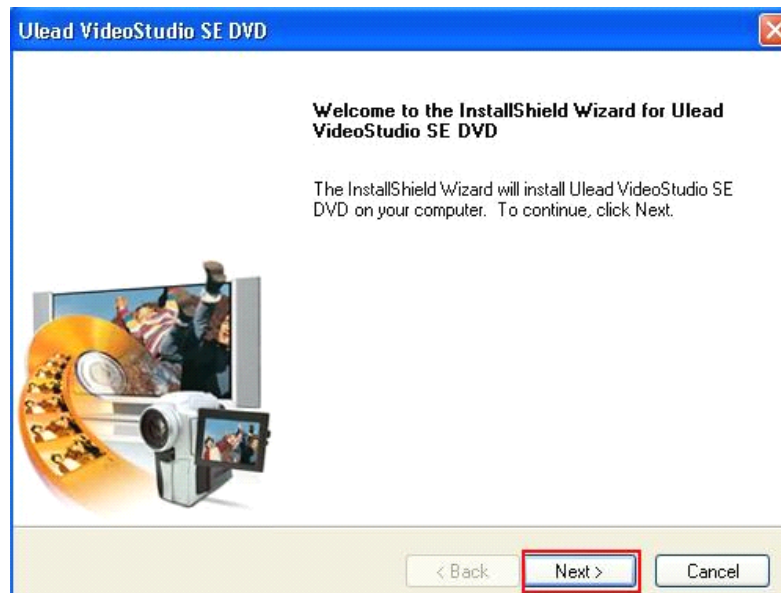 Ulead VideoStudio SE DVD
Welcome to the InstallShield Wizard for Ulead
VideoStudio SE DVD
The InstallShield Wizard will install Ulead VideoStudio SE
DVD on your computer. To continue, click Next.
< Back
Next >
Cancel